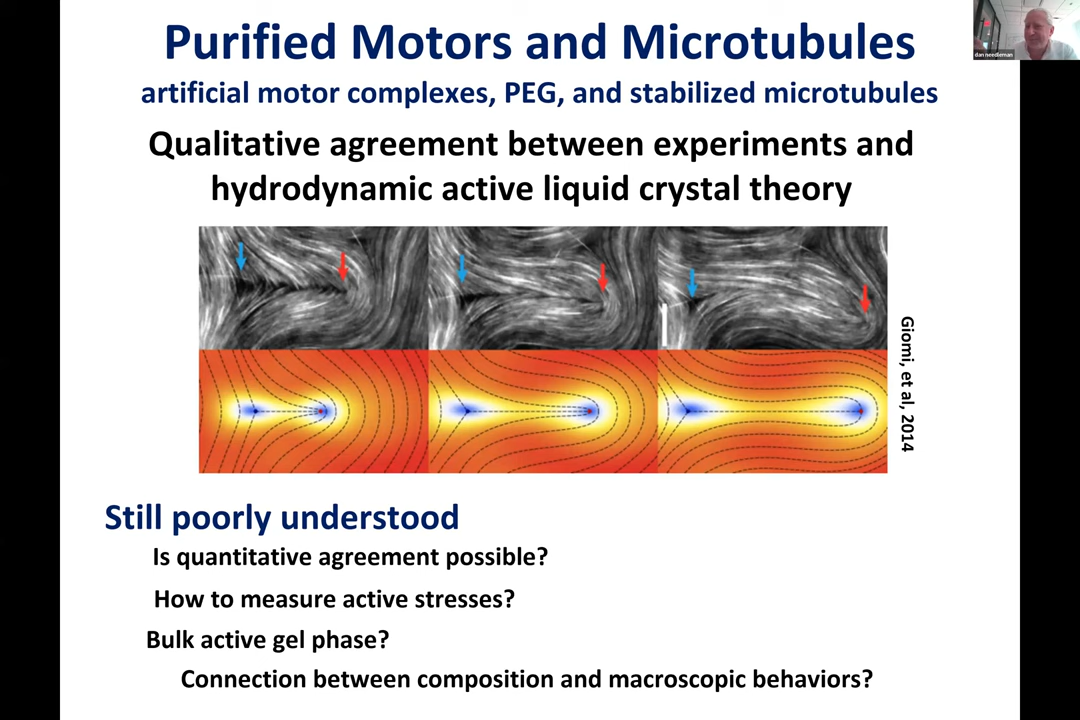 Purified Motors and Microtubules
dan needleman
artificial motor complexes, PEG, and stabilized microtubules
Qualitative agreement between experiments and
hydrodynamic active liquid crystal theory
Giomi, et al, 2014
Still poorly understood
Is quantitative agreement possible?
How to measure active stresses?
Bulk active gel phase?
Connection between composition and macroscopic behaviors?